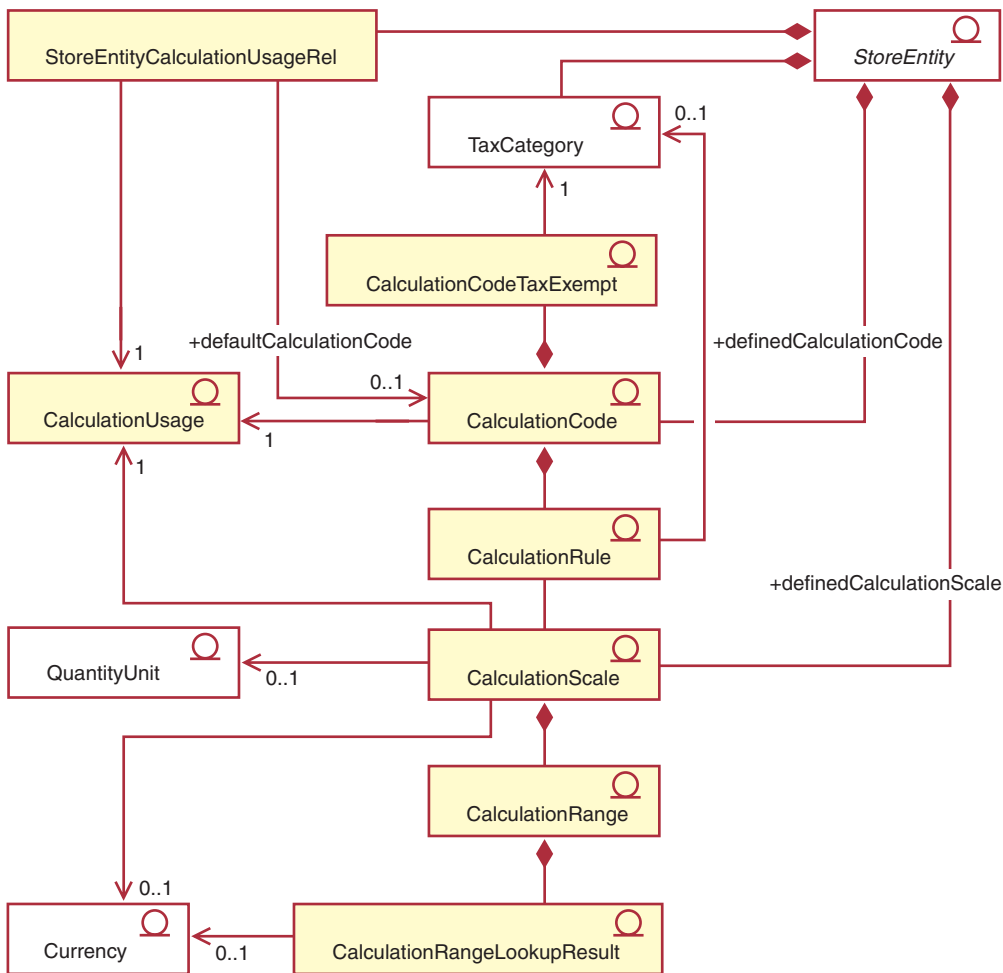 StoreEntityCalculationUsageRel
StoreEntity
0..1
TaxCategory
1
CalculationCodeTaxExempt
+defaultCalculationCode
+definedCalculationCode
1
0..1
CalculationUsage
CalculationCode
1
1
CalculationRule
+definedCalculationScale
QuantityUnit
0..1
CalculationScale
CalculationRange
0..1
Currency
0..1
CalculationRangeLookupResult